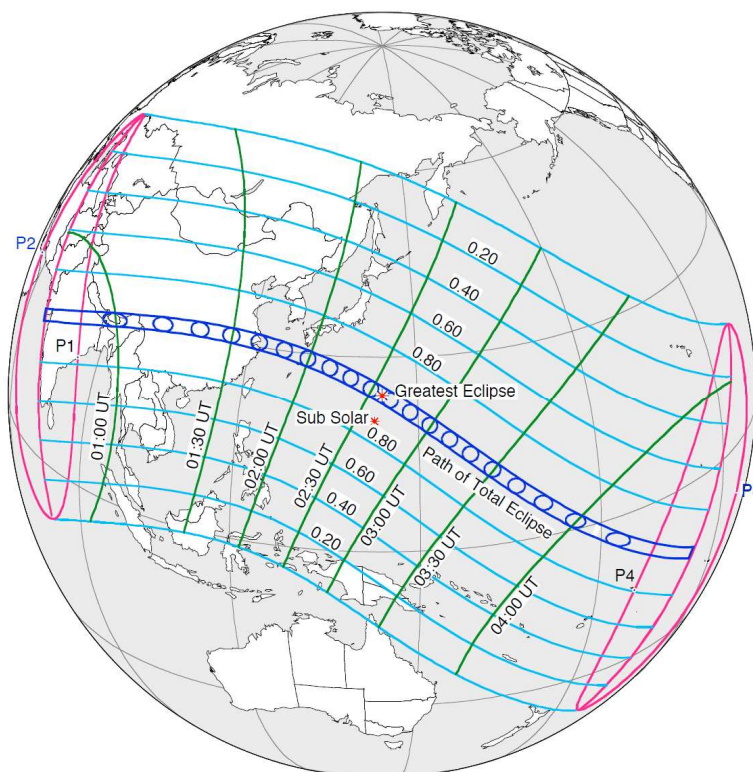 P2
0.20
0.40
0.60
0.80
P1
Greatest Eclipse
Sub Solar
0.80
0.60
0.40
0.20
01:00 UT
01:30 UT
02:00 UT
02:30 UT
03:00 UT
03:30 UT
04:00 UT
Path of Total Eclipse
P
P4